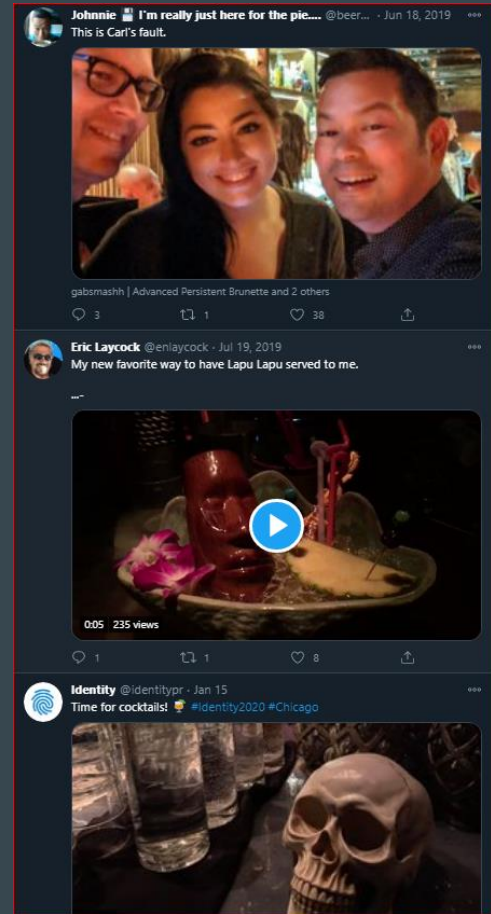 Johnnie 💾 I'm really just here for the pie.... @beer... · Jun 18, 2019
This is Carl's fault.
gabsmashh | Advanced Persistent Brunette and 2 others
3 1 38
Eric Laycock @enlaycock · Jul 19, 2019
My new favorite way to have Lapu Lapu served to me.
...-
0:05 235 views
1 1 8
Identity @identitypr · Jan 15
Time for cocktails! 🍹 #Identity2020 #Chicago